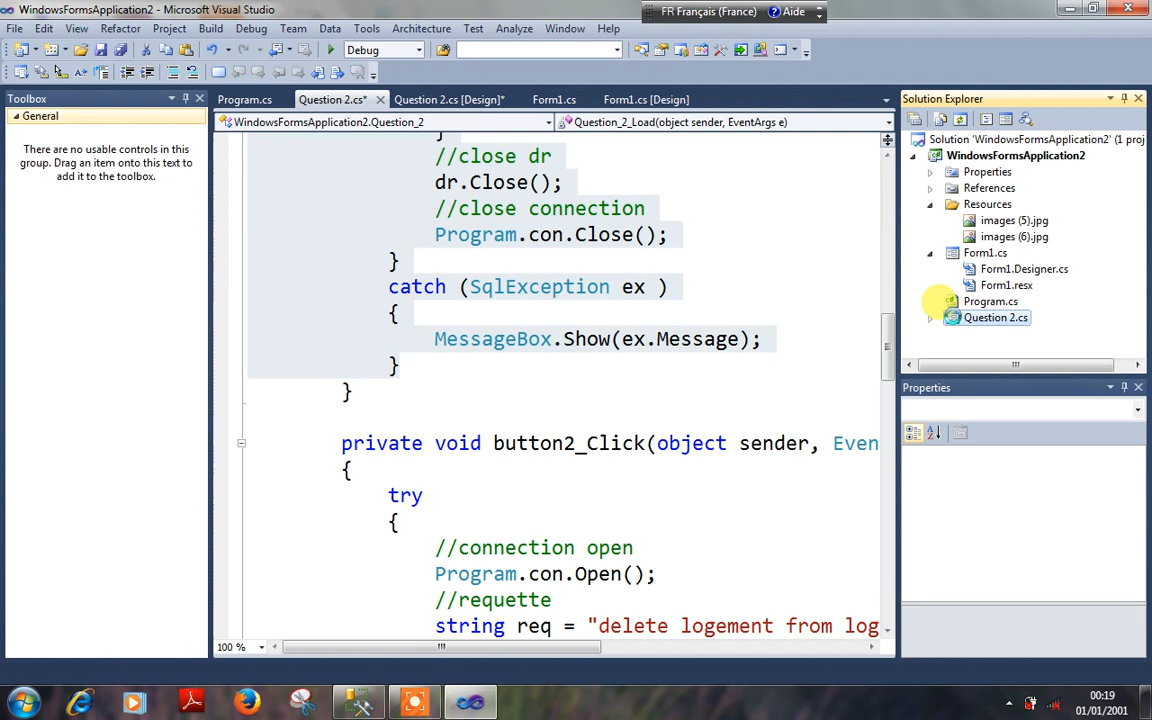 WindowsFormsApplication2 - Microsoft Visual Studio
FR Français (France) Aide
File Edit View Refactor Project Build Debug Team Data Tools Architecture Test Analyze Window Help
Debug
Toolbox
General
There are no usable controls in this
group. Drag an item onto this text to
add it to the toolbox.
Program.cs Question 2.cs* Question 2.cs [Design]* Form1.cs Form1.cs [Design]
WindowsFormsApplication2.Question_2 Question_2_Load(object sender, EventArgs e)
}
//close dr
dr.Close();
//close connection
Program.con.Close();
}
catch (SqlException ex )
{
MessageBox.Show(ex.Message);
}
}
private void button2_Click(object sender, Even
{
try
{
//connection open
Program.con.Open();
//requette
string req = "delete logement from log
100 %
Solution Explorer
Solution 'WindowsFormsApplication2' (1 proj
WindowsFormsApplication2
Properties
References
Resources
images (5).jpg
images (6).jpg
Form1.cs
Form1.Designer.cs
Form1.resx
Program.cs
Question 2.cs
Properties
00:19
01/01/2001